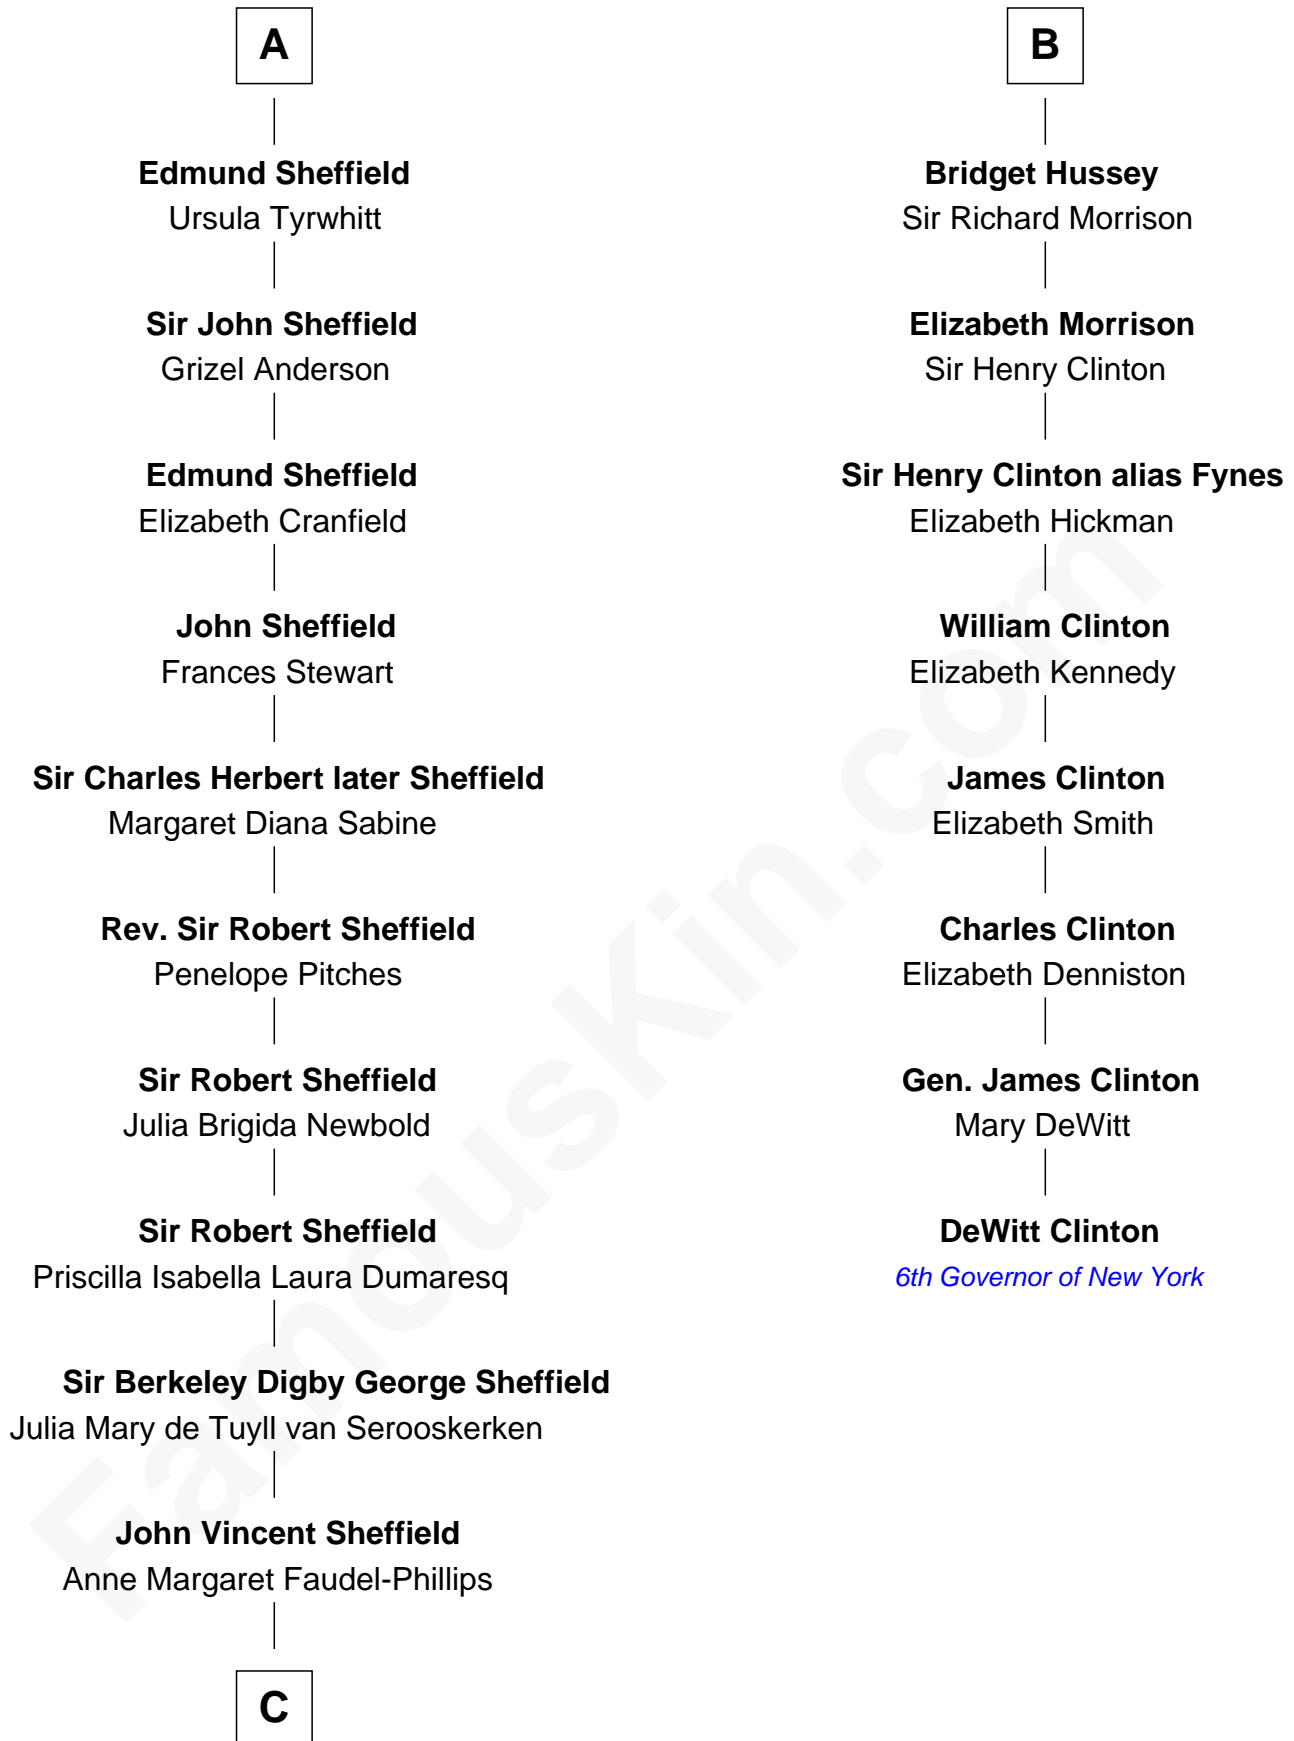 A
Edmund Sheffield
Ursula Tyrwhitt
Sir John Sheffield
Grizel Anderson
Edmund Sheffield
Elizabeth Cranfield
John Sheffield
Frances Stewart
Sir Charles Herbert later Sheffield
Margaret Diana Sabine
Rev. Sir Robert Sheffield
Penelope Pitches
Sir Robert Sheffield
Julia Brigida Newbold
Sir Robert Sheffield
Priscilla Isabella Laura Dumaresq
Sir Berkeley Digby George Sheffield
Julia Mary de Tuyll van Serooskerken
John Vincent Sheffield
Anne Margaret Faudel-Phillips
C
B
Bridget Hussey
Sir Richard Morrison
Elizabeth Morrison
Sir Henry Clinton
Sir Henry Clinton alias Fynes
Elizabeth Hickman
William Clinton
Elizabeth Kennedy
James Clinton
Elizabeth Smith
Charles Clinton
Elizabeth Denniston
Gen. James Clinton
Mary DeWitt
DeWitt Clinton
6th Governor of New York
FamousKin.com